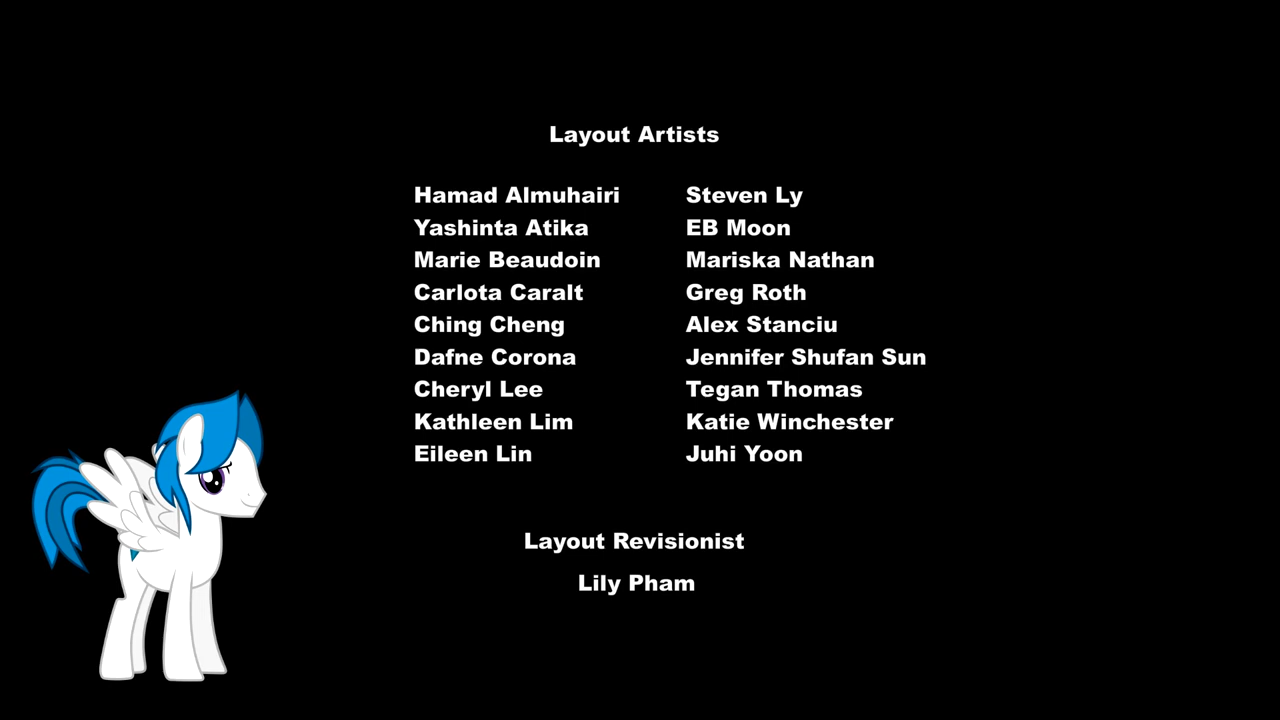 Layout Artists
Hamad Almuhairi
Yashinta Atika
Marie Beaudoin
Carlota Caralt
Ching Cheng
Dafne Corona
Cheryl Lee
Kathleen Lim
Eileen Lin
Steven Ly
EB Moon
Mariska Nathan
Greg Roth
Alex Stanciu
Jennifer Shufan Sun
Tegan Thomas
Katie Winchester
Juhi Yoon
Layout Revisionist
Lily Pham